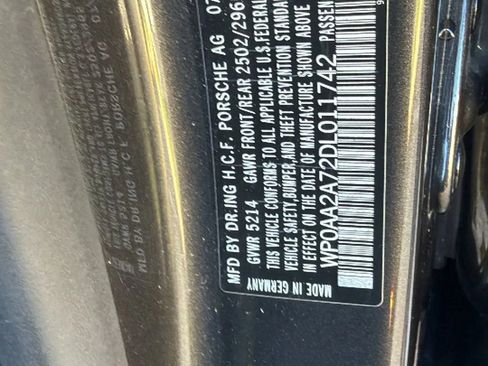 MFD BY DR.ING H.C.F. PORSCHE AG 07
GVWR 5214 GAWR FRONT/REAR 2502/296
THIS VEHICLE CONFORMS TO ALL APPLICABLE U.S.FEDERAL
VEHICLE SAFETY,BUMPER,AND THEFT PREVENTION STANDA
IN EFFECT ON THE DATE OF MANUFACTURE SHOWN ABOVE
WP0AA2A72DL011742 PASSEN
MADE IN GERMANY